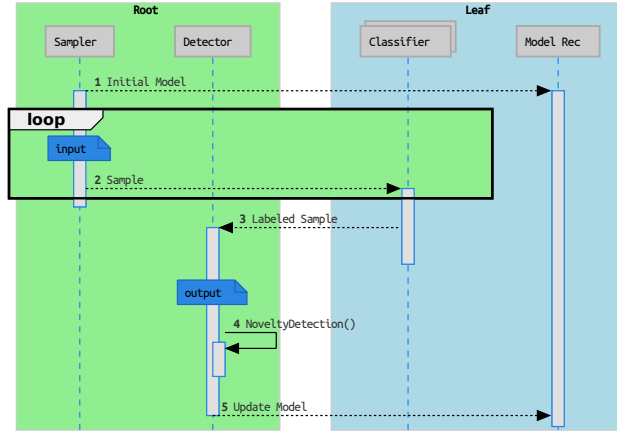 Root
Leaf
Sampler
Detector
Classifier
Model Rec
1 Initial Model
loop
input
2 Sample
3 Labeled Sample
output
4 NoveltyDetection()
5 Update Model